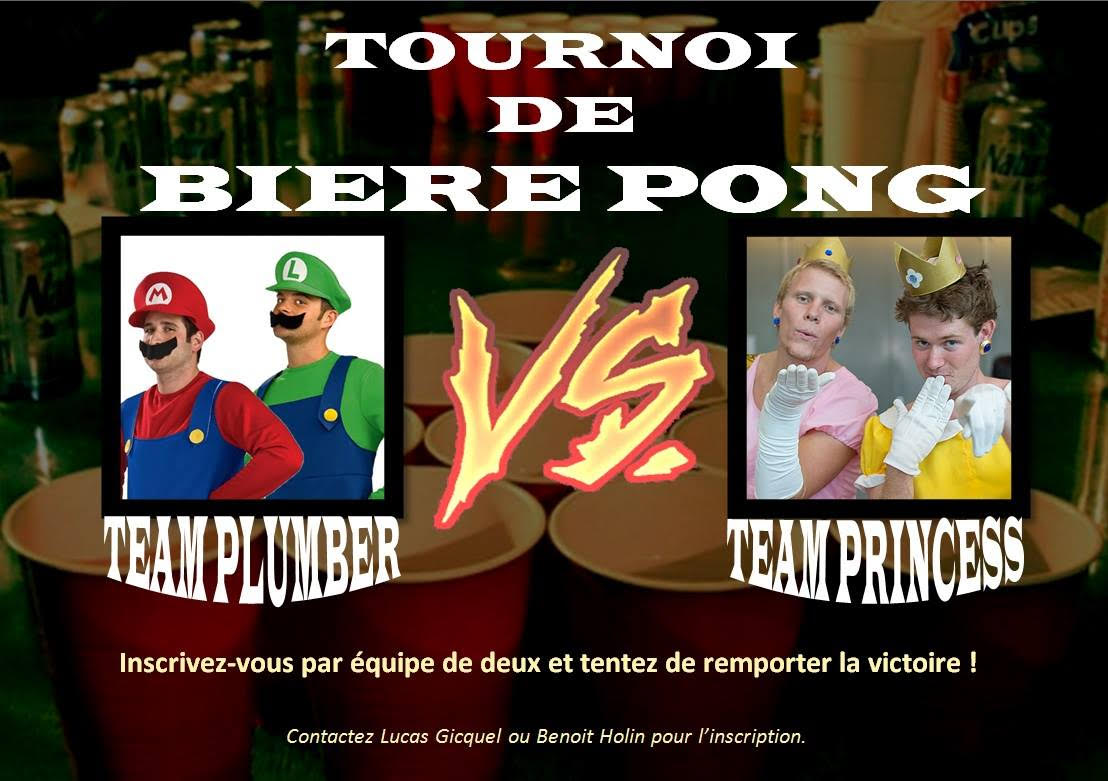 TOURNOI
DE
BIERE PONG
Cups
M
L
VS.
TEAM PLUMBER
TEAM PRINCESS
Inscrivez-vous par équipe de deux et tentez de remporter la victoire !
Contactez Lucas Gicquel ou Benoit Holin pour l'inscription.